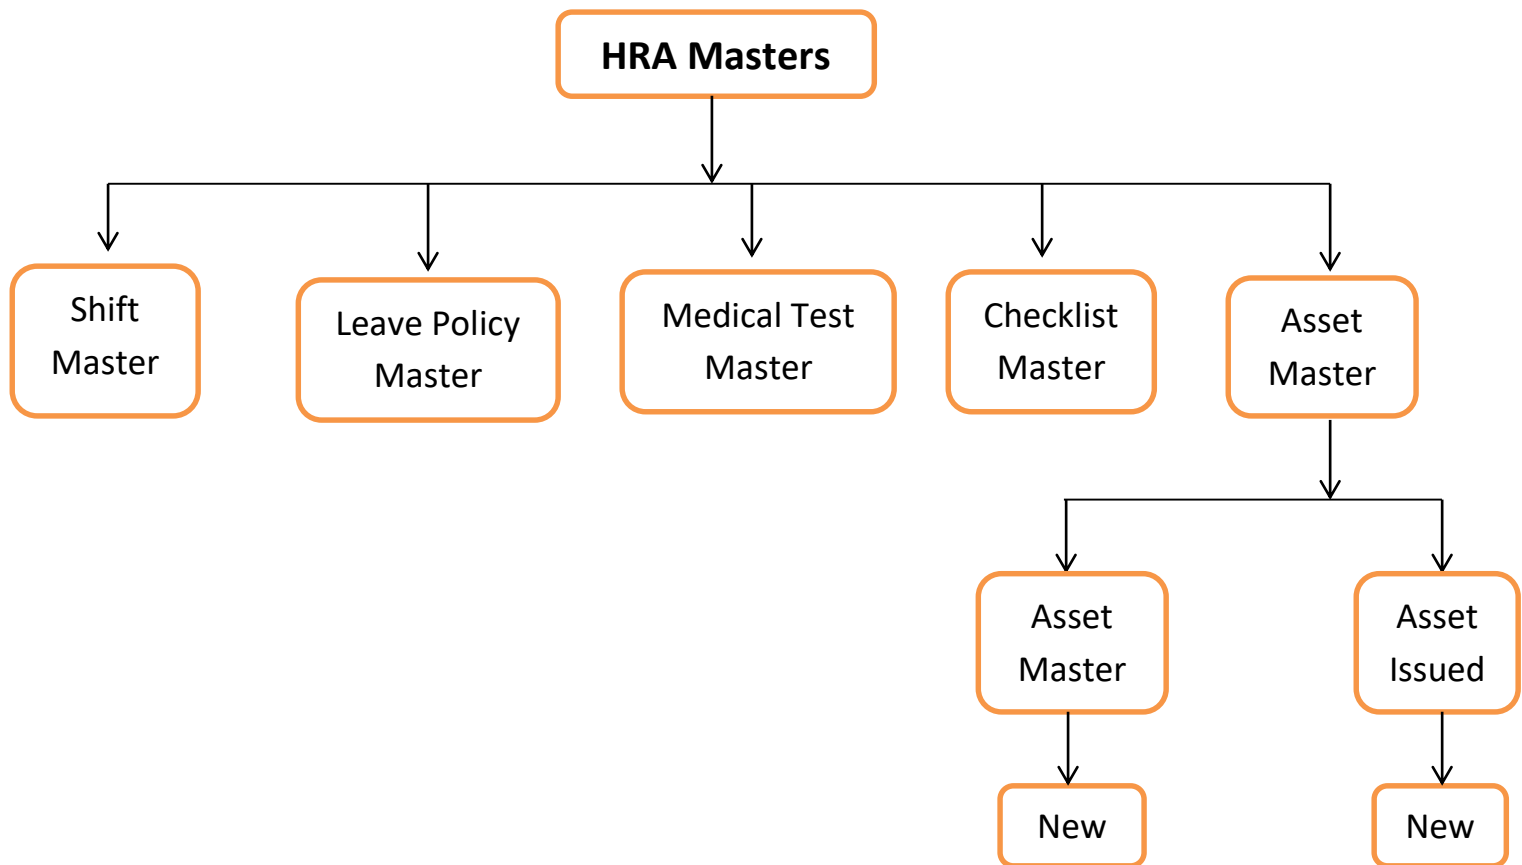 HRA Masters
Shift
Master
Leave Policy
Master
Medical Test
Master
Checklist
Master
Asset
Master
Asset
Master
Asset
Issued
New
New